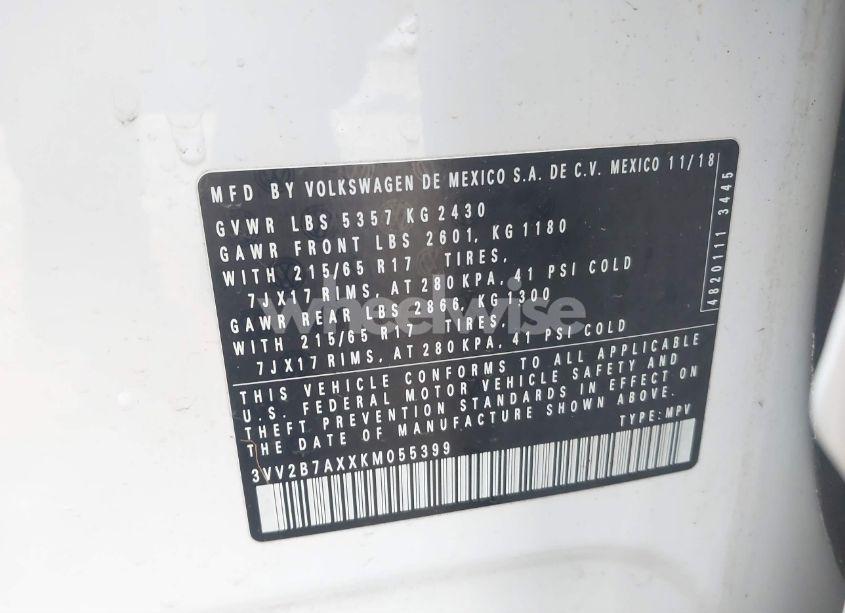 MFD BY VOLKSWAGEN DE MEXICO S.A. DE C.V. MEXICO 11/18
GVWR LBS 5357 KG 2430
GAWR FRONT LBS 2601, KG 1180
WITH 215/65 R17 TIRES,
7JX17 RIMS, AT 280 KPA, 41 PSI COLD
GAWR REAR LBS 2866, KG 1300
WITH 215/65 R17 TIRES,
7JX17 RIMS, AT 280 KPA, 41 PSI COLD
4820111 3445
THIS VEHICLE CONFORMS TO ALL APPLICABLE
U.S. FEDERAL MOTOR VEHICLE SAFETY AND
THEFT PREVENTION STANDARDS IN EFFECT ON
THE DATE OF MANUFACTURE SHOWN ABOVE.
TYPE: MPV
3VV2B7AXXKM055399
wheelwise